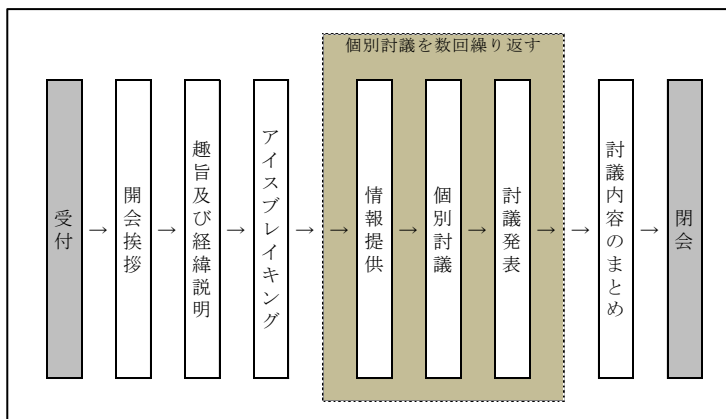 個別討議を数回繰り返す
受付
→
開会挨拶
→
趣旨及び経緯説明
→
アイスブレイキング
→
→
情報提供
→
個別討議
→
討議発表
→
→
討議内容のまとめ
→
閉会